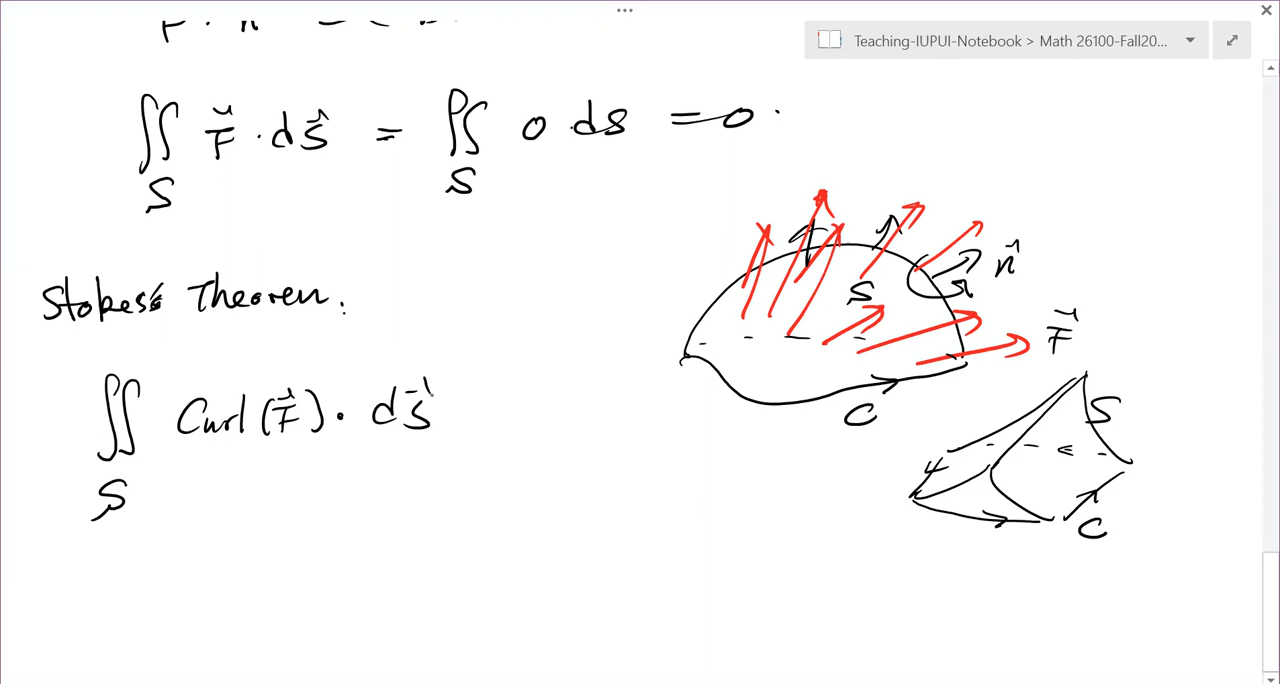 Teaching-IUPUI-Notebook > Math 26100-Fall20...
∬_S F⃗ · dS⃗ = ∬_S 0 dS = 0.
n⃗
S
F⃗
C
Stokes's Theorem:
∬_S Curl(F⃗) · dS⃗
S
C